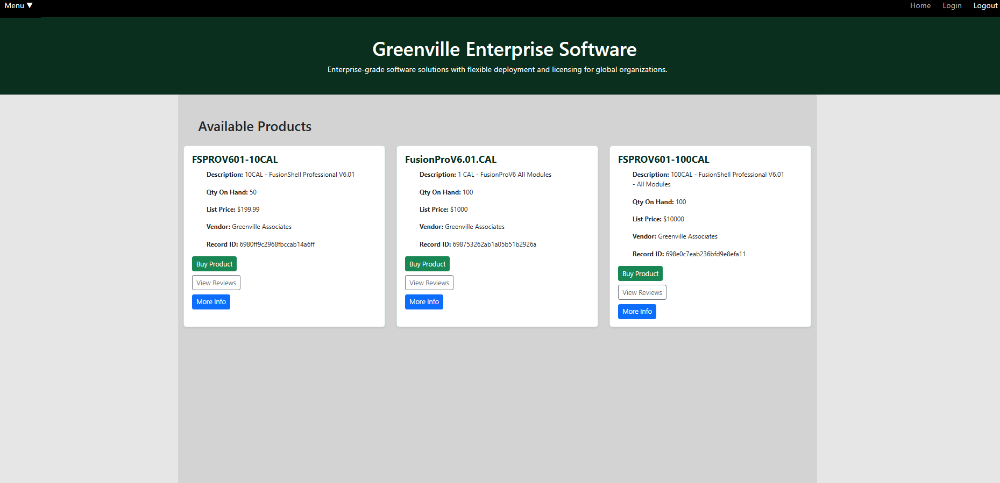 Menu ▼
Home
Login
Logout
Greenville Enterprise Software
Enterprise-grade software solutions with flexible deployment and licensing for global organizations.
Available Products
FSPROV601-10CAL
Description: 10CAL - FusionShell Professional V6.01
Qty On Hand: 50
List Price: $199.99
Vendor: Greenville Associates
Record ID: 6980ff9c2968fbccab14a6ff
Buy Product
View Reviews
More Info
FusionProV6.01.CAL
Description: 1 CAL - FusionProV6 All Modules
Qty On Hand: 100
List Price: $1000
Vendor: Greenville Associates
Record ID: 698753262ab1a05b51b2926a
Buy Product
View Reviews
More Info
FSPROV601-100CAL
Description: 100CAL - FusionShell Professional V6.01
- All Modules
Qty On Hand: 100
List Price: $10000
Vendor: Greenville Associates
Record ID: 698e0c7eab236bfd9e8efa11
Buy Product
View Reviews
More Info